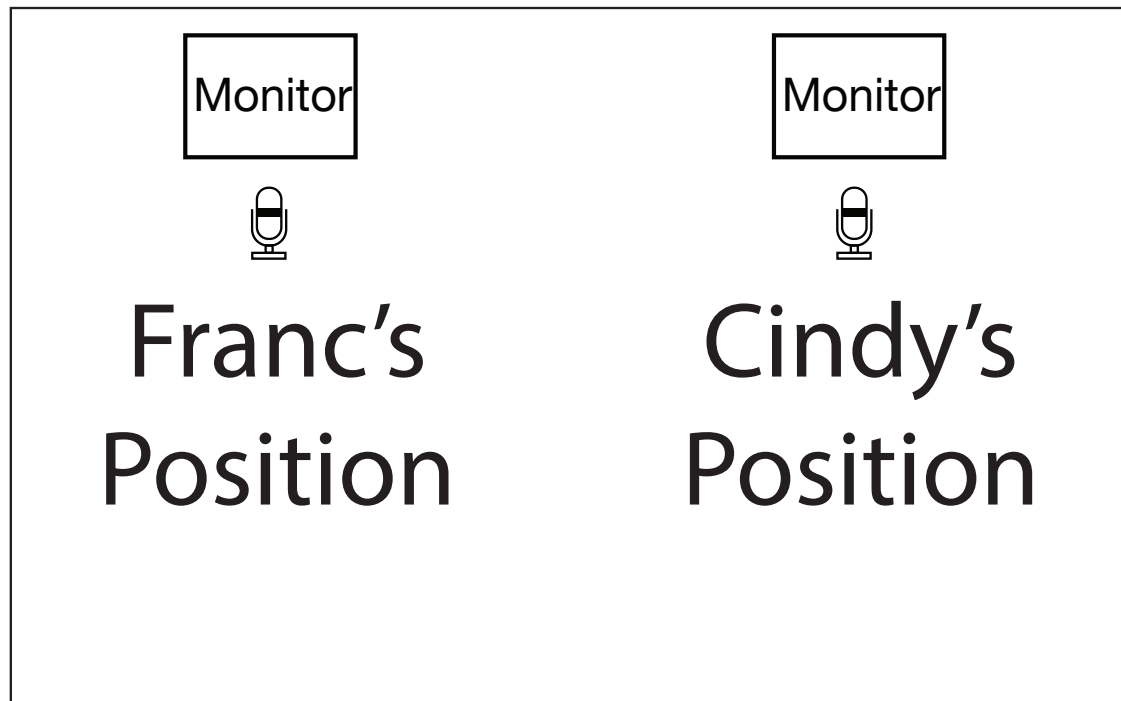 Monitor
Monitor
Franc’s
Position
Cindy’s
Position